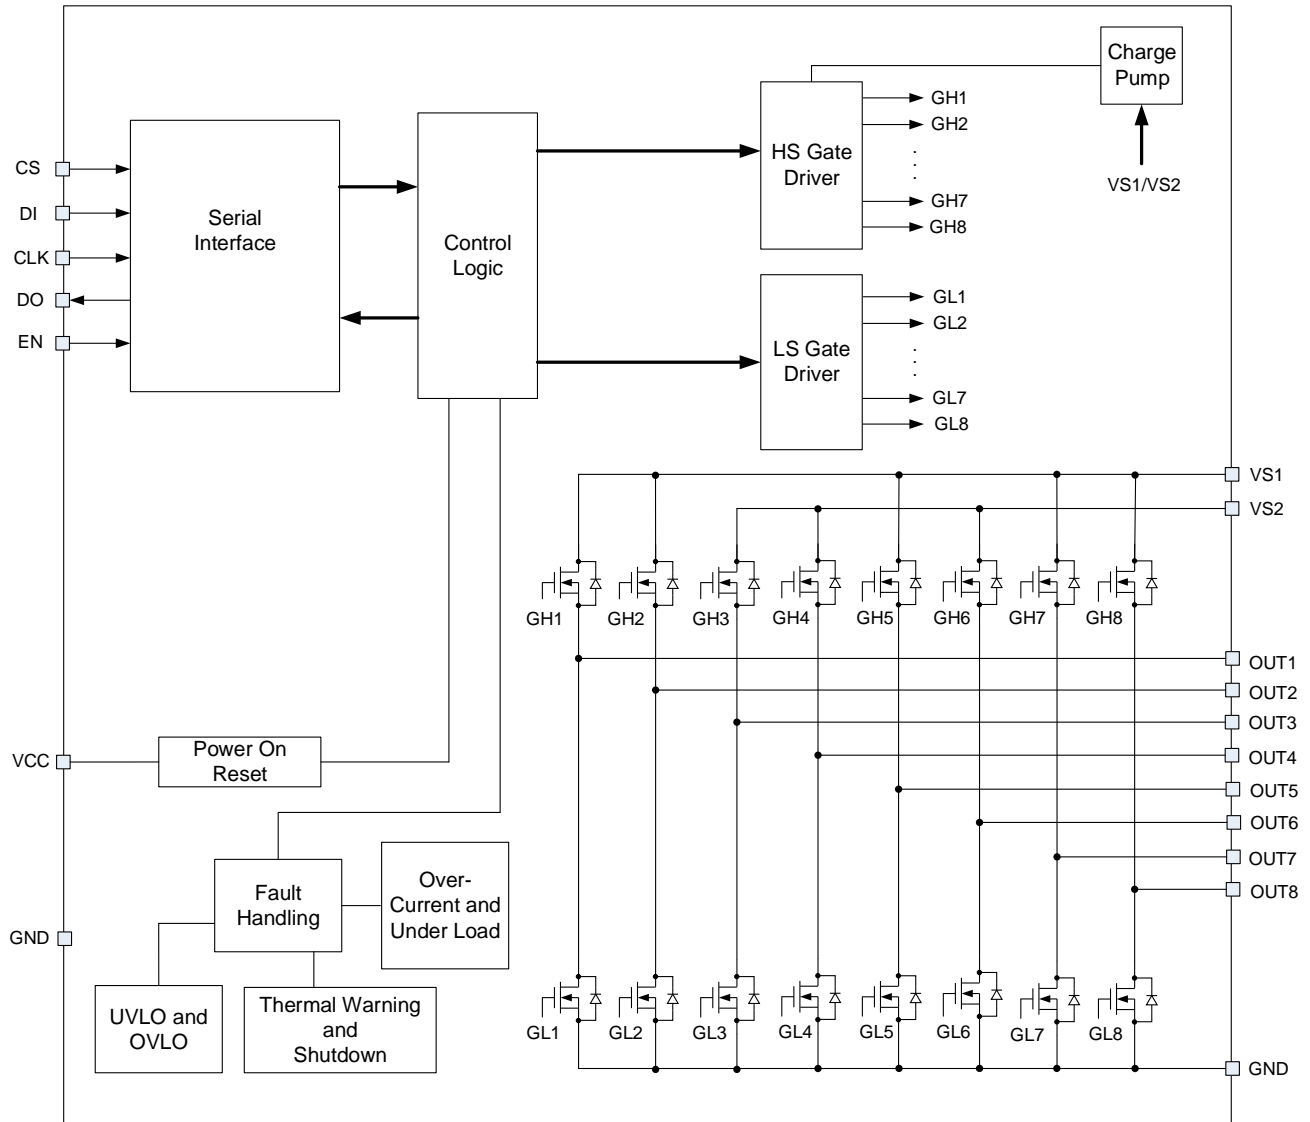 Charge
Pump
VS1/VS2
HS Gate
Driver
GH1
GH2
.
.
.
GH7
GH8
CS
DI
CLK
DO
EN
Serial
Interface
Control
Logic
LS Gate
Driver
GL1
GL2
.
.
.
GL7
GL8
VS1
VS2
GH1
GH2
GH3
GH4
GH5
GH6
GH7
GH8
OUT1
OUT2
OUT3
OUT4
OUT5
OUT6
OUT7
OUT8
VCC
Power On
Reset
Fault
Handling
Over-
Current and
Under Load
GND
UVLO and
OVLO
Thermal Warning
and
Shutdown
GL1
GL2
GL3
GL4
GL5
GL6
GL7
GL8
GND